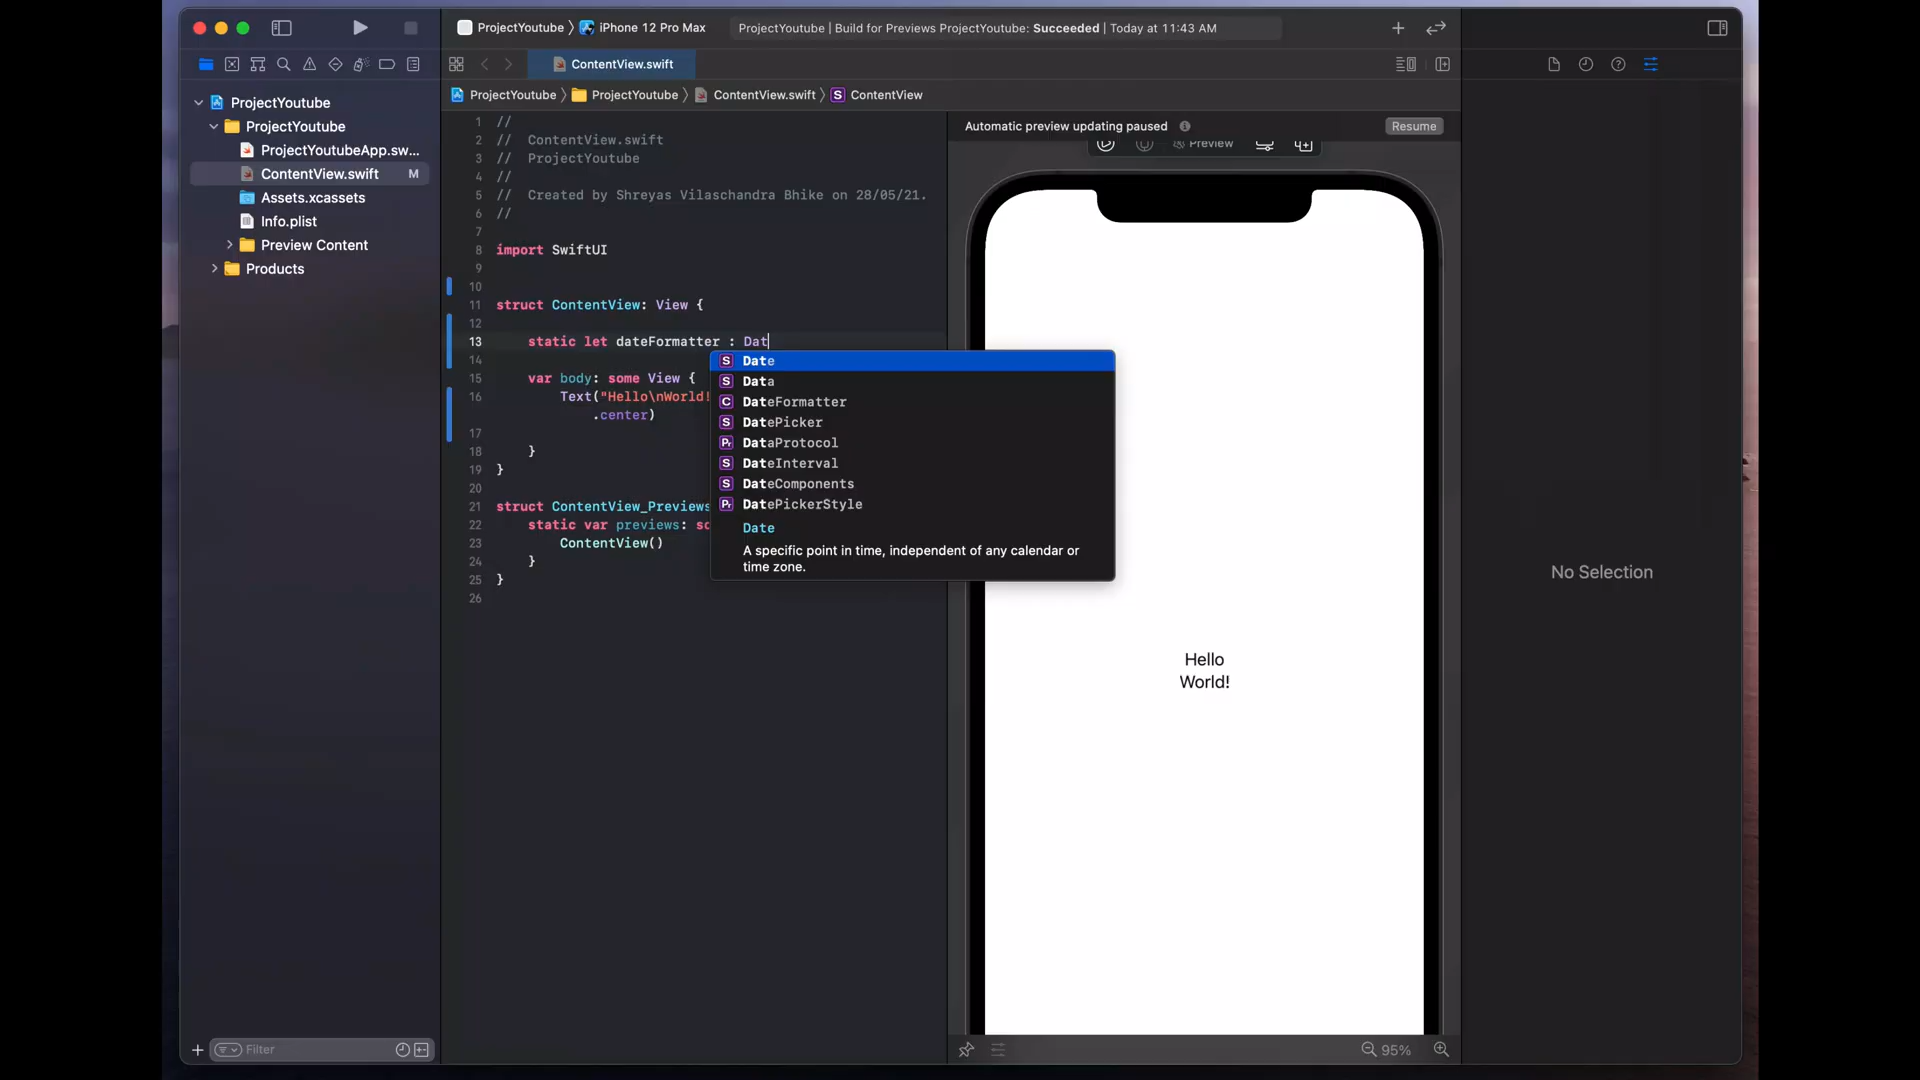 ProjectYoutube 〉 iPhone 12 Pro Max
ProjectYoutube | Build for Previews ProjectYoutube: Succeeded | Today at 11:43 AM
ContentView.swift
ProjectYoutube 〉 ProjectYoutube 〉 ContentView.swift 〉 S ContentView
ProjectYoutube
ProjectYoutube
ProjectYoutubeApp.sw...
ContentView.swift M
Assets.xcassets
Info.plist
Preview Content
Products
Filter
1 //
2 //  ContentView.swift
3 //  ProjectYoutube
4 //
5 //  Created by Shreyas Vilaschandra Bhike on 28/05/21.
6 //
7
8 import SwiftUI
9
10
11 struct ContentView: View {
12
13 static let dateFormatter : Dat
14
15 var body: some View {
16 Text("Hello\nWorld!
.center)
17
18 }
19 }
20
21 struct ContentView_Previews
22 static var previews: so
23 ContentView()
24 }
25 }
26
S Date
S Data
C DateFormatter
S DatePicker
Pr DataProtocol
S DateInterval
S DateComponents
Pr DatePickerStyle
Date
A specific point in time, independent of any calendar or
time zone.
Automatic preview updating paused
Resume
Preview
Hello
World!
95%
No Selection